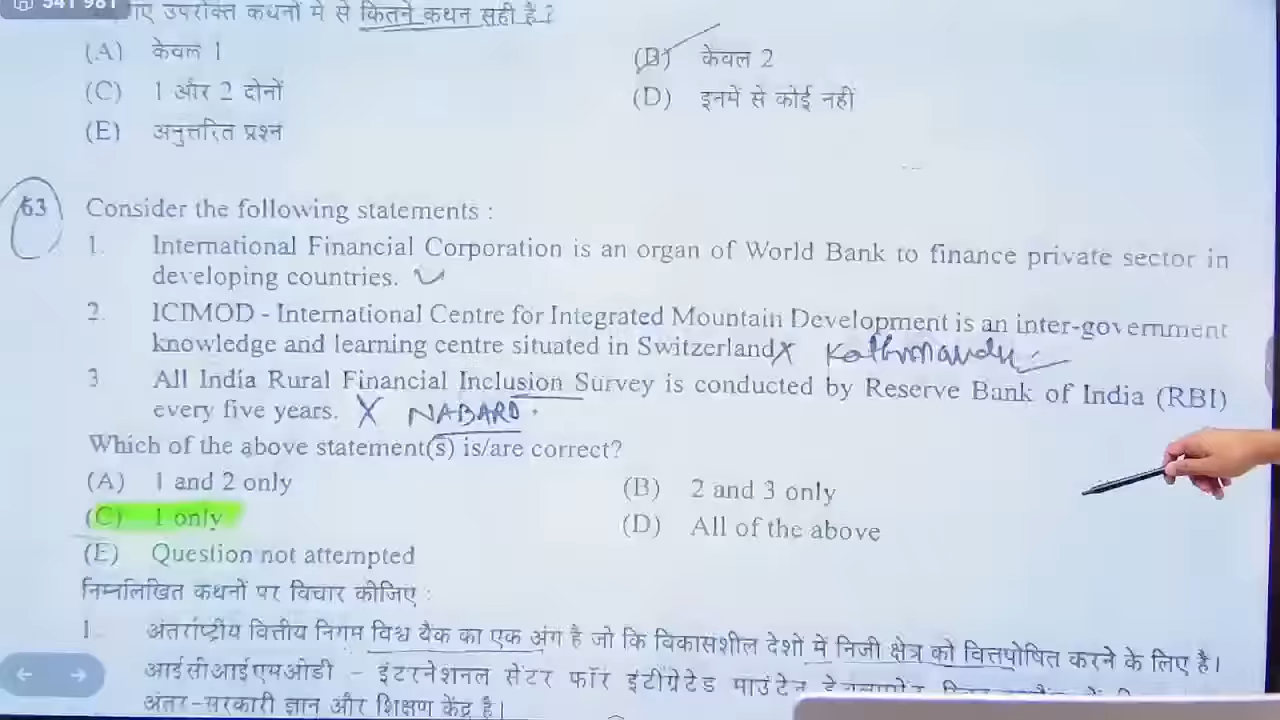 541 981
गए उपरोक्त कथनों में से कितने कथन सही है?
(A) केवल 1
(B) केवल 2
(C) 1 और 2 दोनों
(D) इनमें से कोई नहीं
(E) अनुत्तरित प्रश्न
63 Consider the following statements :
1. International Financial Corporation is an organ of World Bank to finance private sector in
developing countries.
2. ICIMOD - International Centre for Integrated Mountain Development is an inter-government
knowledge and learning centre situated in Switzerland X Kathmandu
3 All India Rural Financial Inclusion Survey is conducted by Reserve Bank of India (RBI)
every five years. X NABARD.
Which of the above statement(s) is/are correct?
(A) 1 and 2 only
(B) 2 and 3 only
(C) 1 only
(D) All of the above
(E) Question not attempted
निम्नलिखित कथनों पर विचार कीजिए :
1. अंतर्राष्ट्रीय वित्तीय निगम विश्व बैंक का एक अंग है जो कि विकासशील देशों में निजी क्षेत्र को वित्तपोषित करने के लिए है।
आईसीआईएमओडी - इंटरनेशनल सेंटर फॉर इंटीग्रेटेड माउंटेन
अंतर-सरकारी ज्ञान और शिक्षण केंद्र है।